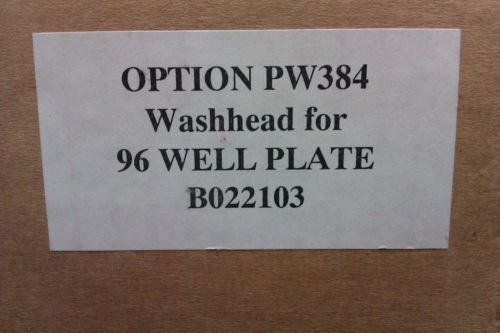 OPTION PW384
Washhead for
96 WELL PLATE
B022103